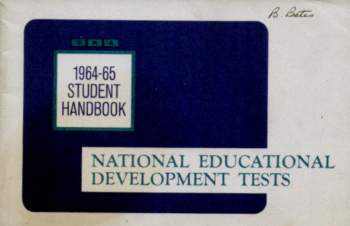 B. Bates
1964-65
STUDENT
HANDBOOK
NATIONAL EDUCATIONAL
DEVELOPMENT TESTS